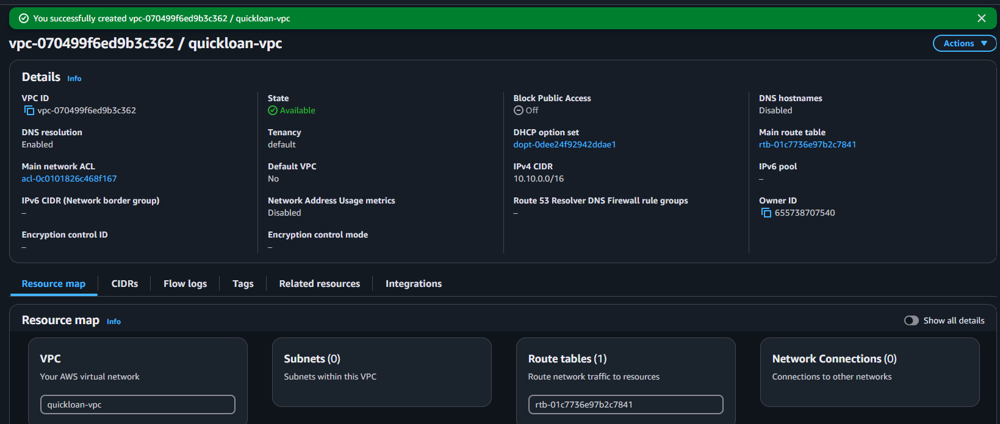 You successfully created vpc-070499f6ed9b3c362 / quickloan-vpc
vpc-070499f6ed9b3c362 / quickloan-vpc
Actions
Details Info
VPC ID
vpc-070499f6ed9b3c362
State
Available
Block Public Access
Off
DNS hostnames
Disabled
DNS resolution
Enabled
Tenancy
default
DHCP option set
dopt-0dee24f92942ddae1
Main route table
rtb-01c7736e97b2c7841
Main network ACL
acl-0c0101826c468f167
Default VPC
No
IPv4 CIDR
10.10.0.0/16
IPv6 pool
–
IPv6 CIDR (Network border group)
–
Network Address Usage metrics
Disabled
Route 53 Resolver DNS Firewall rule groups
–
Owner ID
655738707540
Encryption control ID
–
Encryption control mode
–
Resource map CIDRs Flow logs Tags Related resources Integrations
Resource map Info
Show all details
VPC
Your AWS virtual network
quickloan-vpc
Subnets (0)
Subnets within this VPC
Route tables (1)
Route network traffic to resources
rtb-01c7736e97b2c7841
Network Connections (0)
Connections to other networks